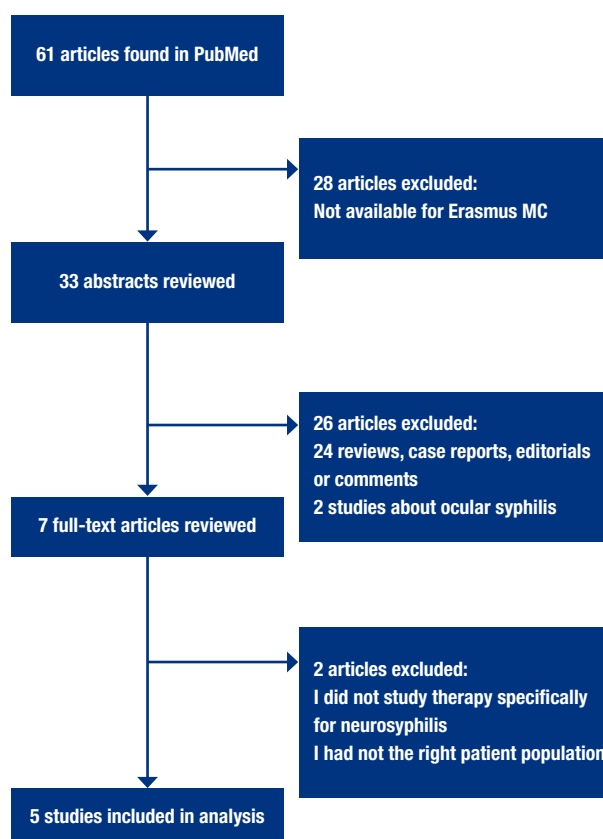 61 articles found in PubMed
28 articles excluded:
Not available for Erasmus MC
33 abstracts reviewed
26 articles excluded:
24 reviews, case reports, editorials
or comments
2 studies about ocular syphilis
7 full-text articles reviewed
2 articles excluded:
I did not study therapy specifically
for neurosyphilis
I had not the right patient population
5 studies included in analysis